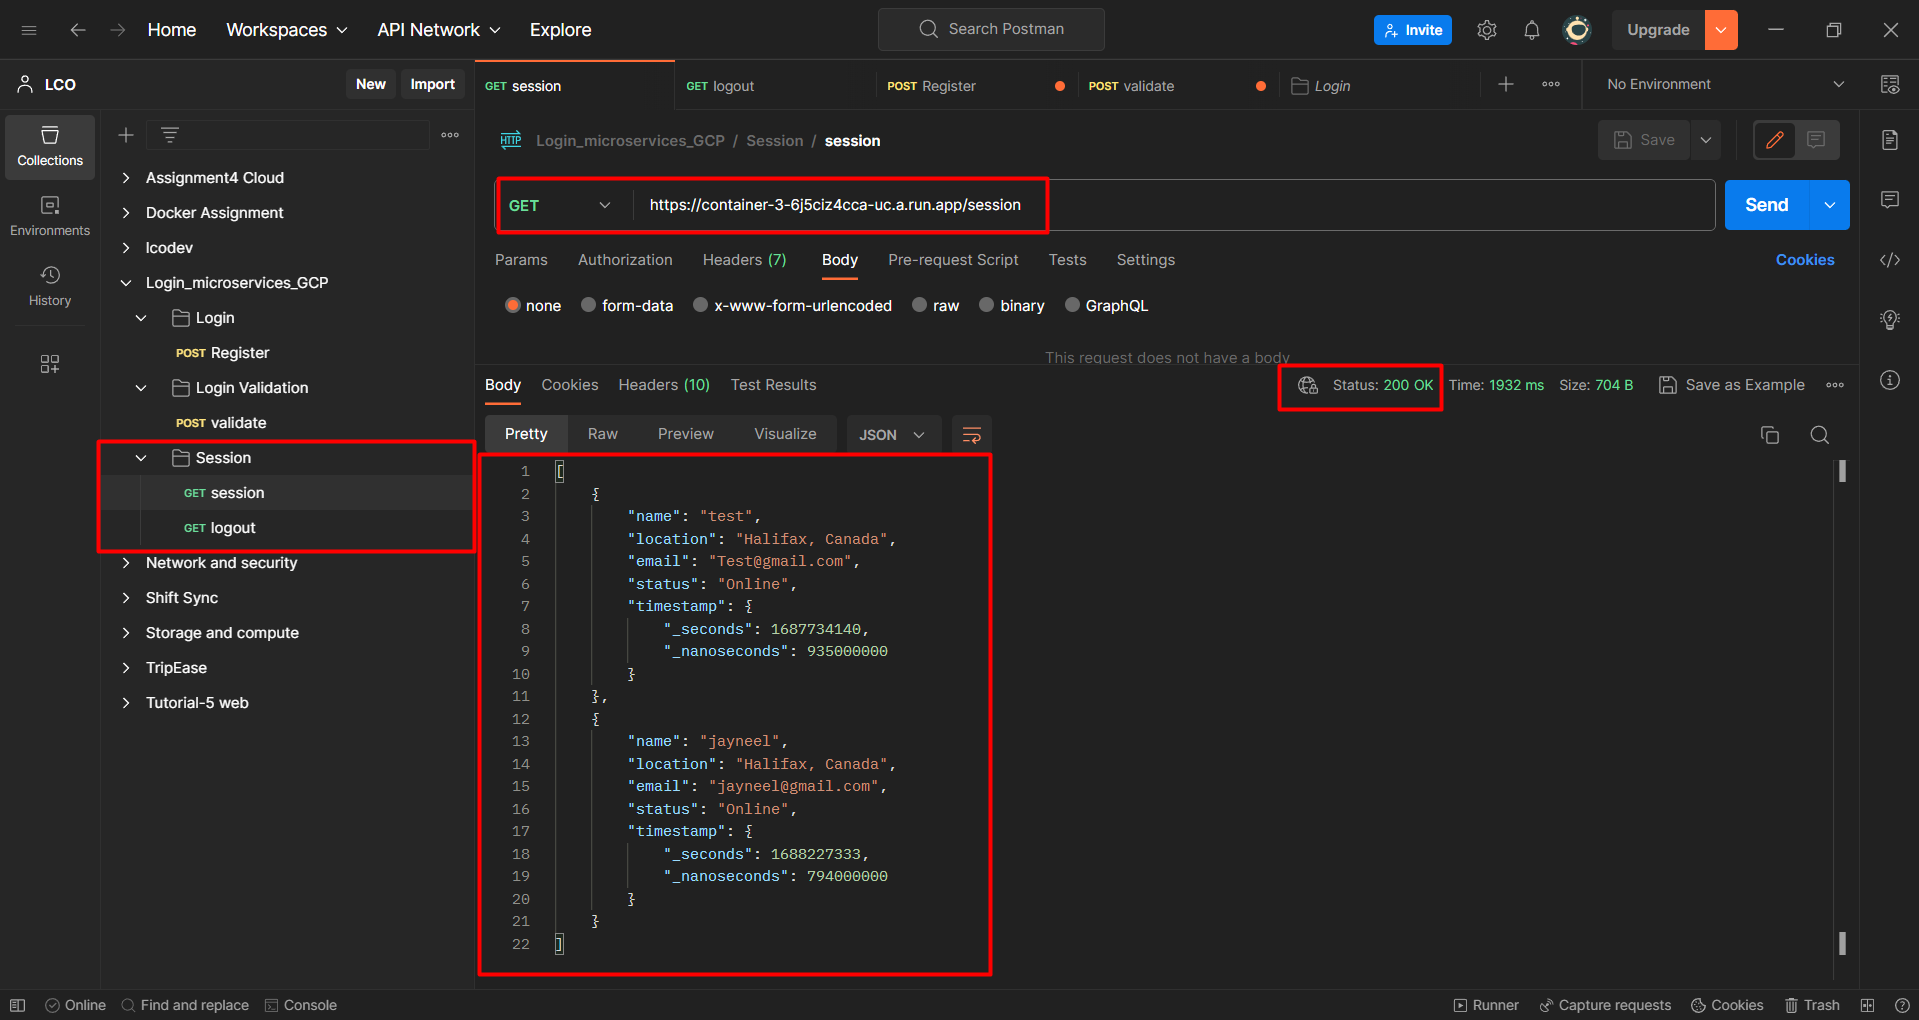 Home Workspaces API Network Explore Search Postman Invite Upgrade
LCO New Import
GET session GET logout POST Register POST validate Login No Environment
Collections
Environments
History
Assignment4 Cloud
Docker Assignment
lcodev
Login_microservices_GCP
Login
POST Register
Login Validation
POST validate
Session
GET session
GET logout
Network and security
Shift Sync
Storage and compute
TripEase
Tutorial-5 web
HTTP Login_microservices_GCP / Session / session Save
GET https://container-3-6j5ciz4cca-uc.a.run.app/session Send
Params Authorization Headers (7) Body Pre-request Script Tests Settings Cookies
none form-data x-www-form-urlencoded raw binary GraphQL
This request does not have a body
Body Cookies Headers (10) Test Results Status: 200 OK Time: 1932 ms Size: 704 B Save as Example
Pretty Raw Preview Visualize JSON
1 [
2 {
3 "name": "test",
4 "location": "Halifax, Canada",
5 "email": "Test@gmail.com",
6 "status": "Online",
7 "timestamp": {
8 "_seconds": 1687734140,
9 "_nanoseconds": 935000000
10 }
11 },
12 {
13 "name": "jayneel",
14 "location": "Halifax, Canada",
15 "email": "jayneel@gmail.com",
16 "status": "Online",
17 "timestamp": {
18 "_seconds": 1688227333,
19 "_nanoseconds": 794000000
20 }
21 }
22 ]
Online Find and replace Console Runner Capture requests Cookies Trash